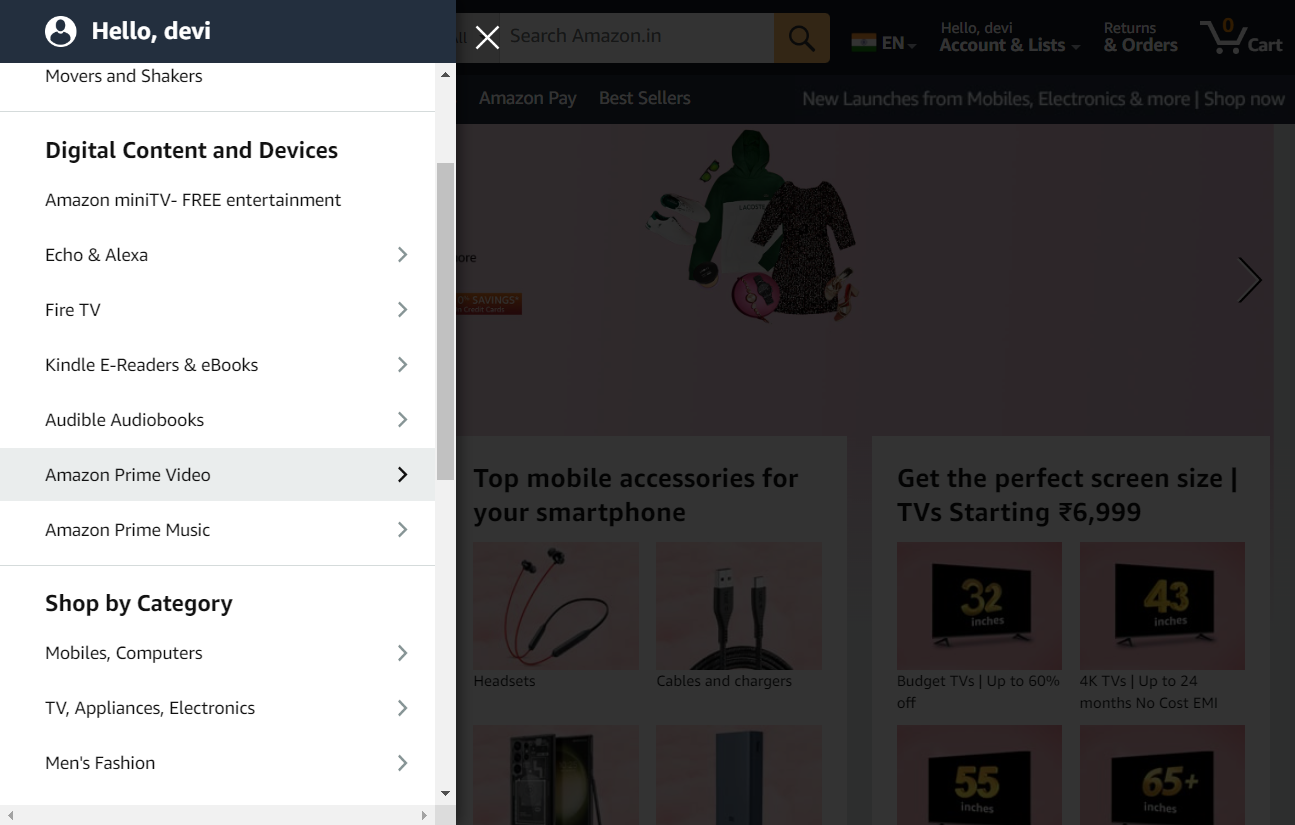 Hello, devi
Movers and Shakers
Digital Content and Devices
Amazon miniTV- FREE entertainment
Echo & Alexa
Fire TV
Kindle E-Readers & eBooks
Audible Audiobooks
Amazon Prime Video
Amazon Prime Music
Shop by Category
Mobiles, Computers
TV, Appliances, Electronics
Men's Fashion
Search Amazon.in
EN
Hello, devi
Account & Lists
Returns
& Orders
0
Cart
Amazon Pay
Best Sellers
New Launches from Mobiles, Electronics & more | Shop now
LACOSTE
SAVINGS*
Credit Cards
Top mobile accessories for
your smartphone
Headsets
Cables and chargers
Get the perfect screen size |
TVs Starting ₹6,999
32
inches
43
inches
Budget TVs | Up to 60%
off
4K TVs | Up to 24
months No Cost EMI
55
inches
65+
inches